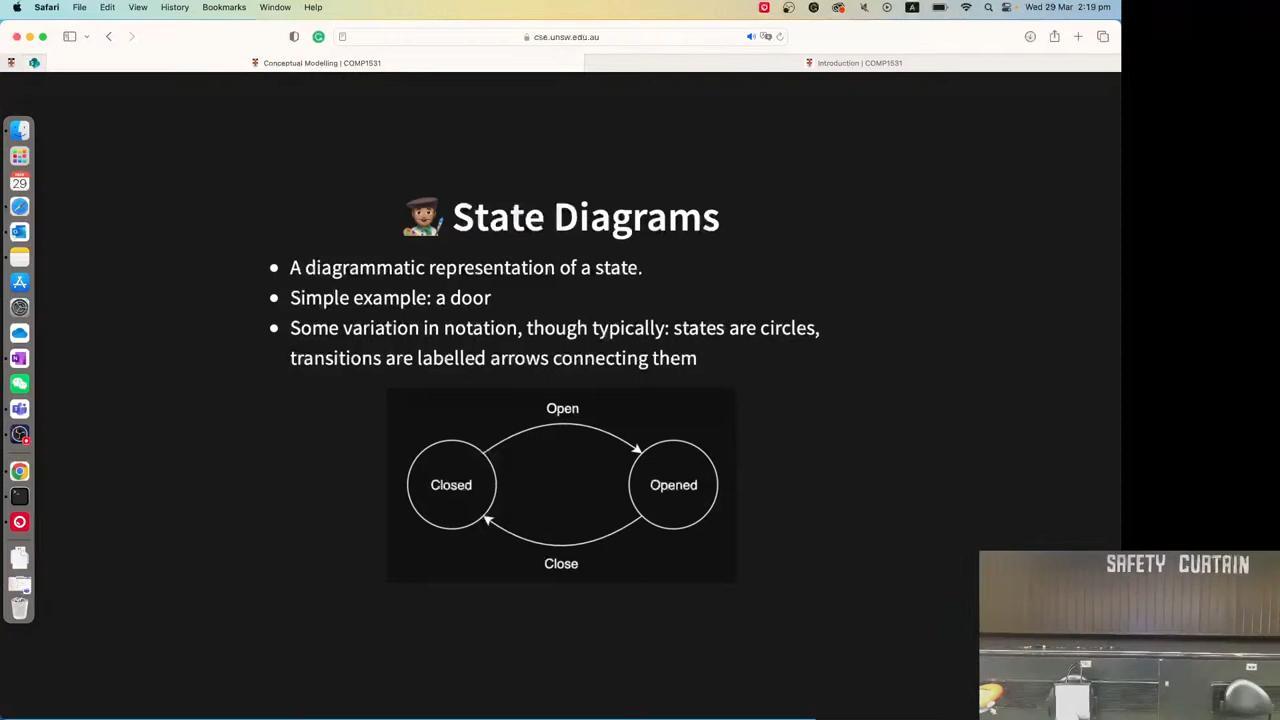 Safari File Edit View History Bookmarks Window Help
A
Wed 29 Mar 2:19 pm
cse.unsw.edu.au
Conceptual Modelling | COMP1531
Introduction | COMP1531
29
State Diagrams
A diagrammatic representation of a state.
Simple example: a door
Some variation in notation, though typically: states are circles,
transitions are labelled arrows connecting them
Open
Closed
Opened
Close
SAFETY CURTAIN